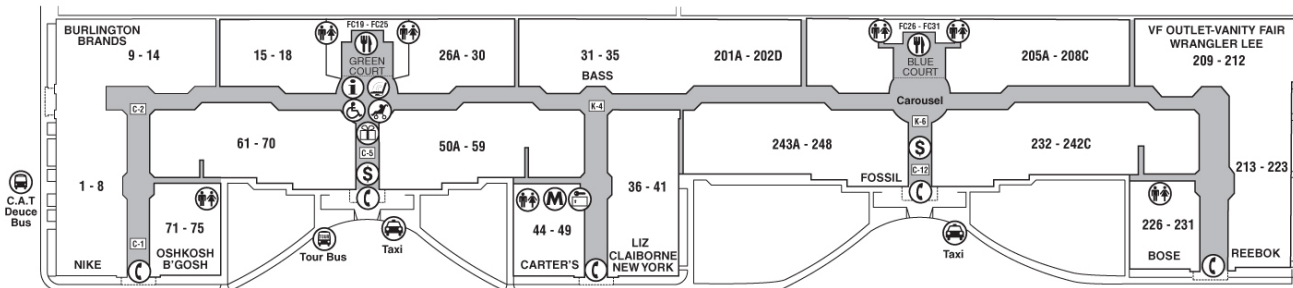 FC19 - FC25
FC26 - FC31
BURLINGTON
BRANDS
9 - 14
15 - 18
GREEN
COURT
26A - 30
31 - 35
BASS
201A - 202D
BLUE
COURT
205A - 208C
VF OUTLET-VANITY FAIR
WRANGLER LEE
209 - 212
C-2
K-4
Carousel
K-6
61 - 70
C-5
50A - 59
243A - 248
232 - 242C
213 - 223
$
$
C-12
FOSSIL
C.A.T
Deuce
Bus
1 - 8
71 - 75
OSHKOSH
B'GOSH
C-1
NIKE
TOUR
Tour Bus
Taxi
M
44 - 49
CARTER'S
36 - 41
LIZ
CLAIBORNE
NEW YORK
Taxi
226 - 231
BOSE
REEBOK